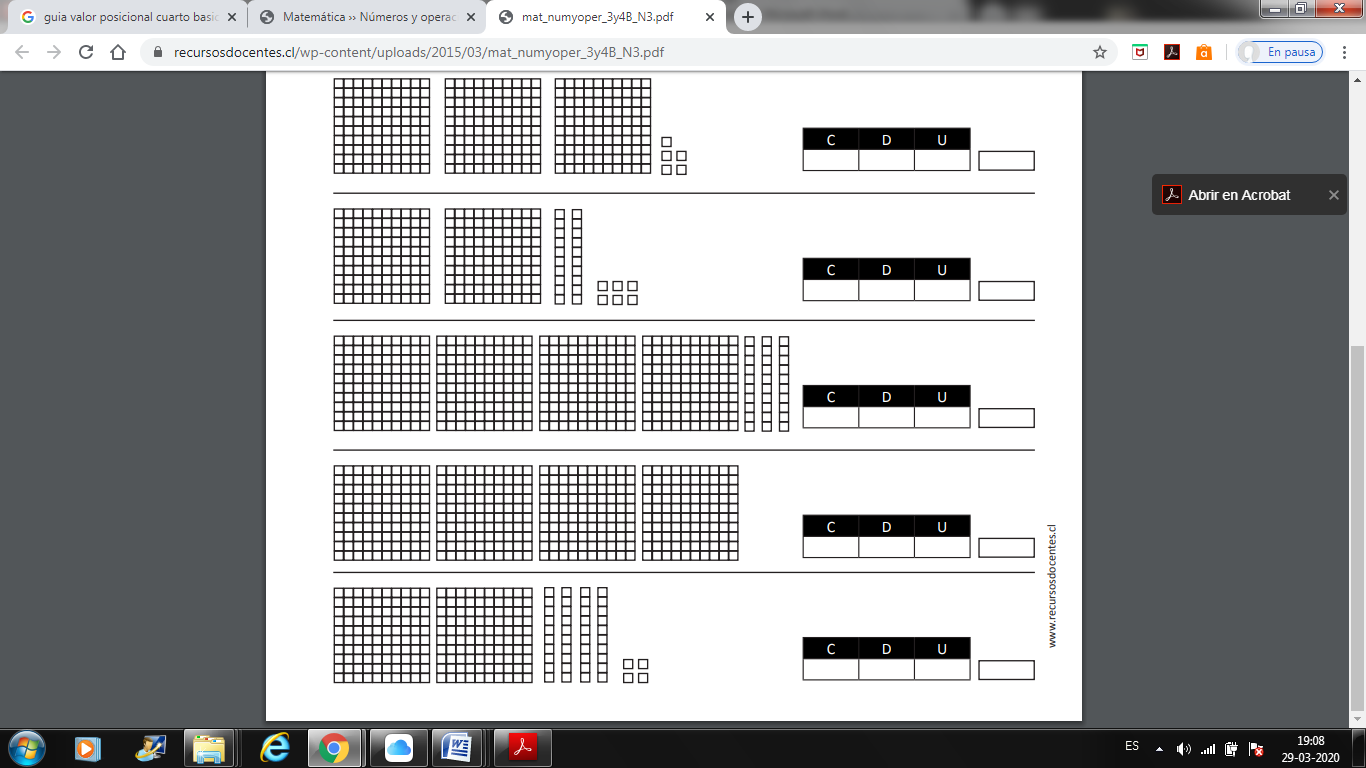 guia valor posicional cuarto basic
Matemática ›› Números y operac
mat_numyoper_3y4B_N3.pdf
recursosdocentes.cl/wp-content/uploads/2015/03/mat_numyoper_3y4B_N3.pdf
En pausa
C D U
Abrir en Acrobat
C D U
C D U
C D U
www.recursosdocentes.cl
C D U
ES
19:08
29-03-2020